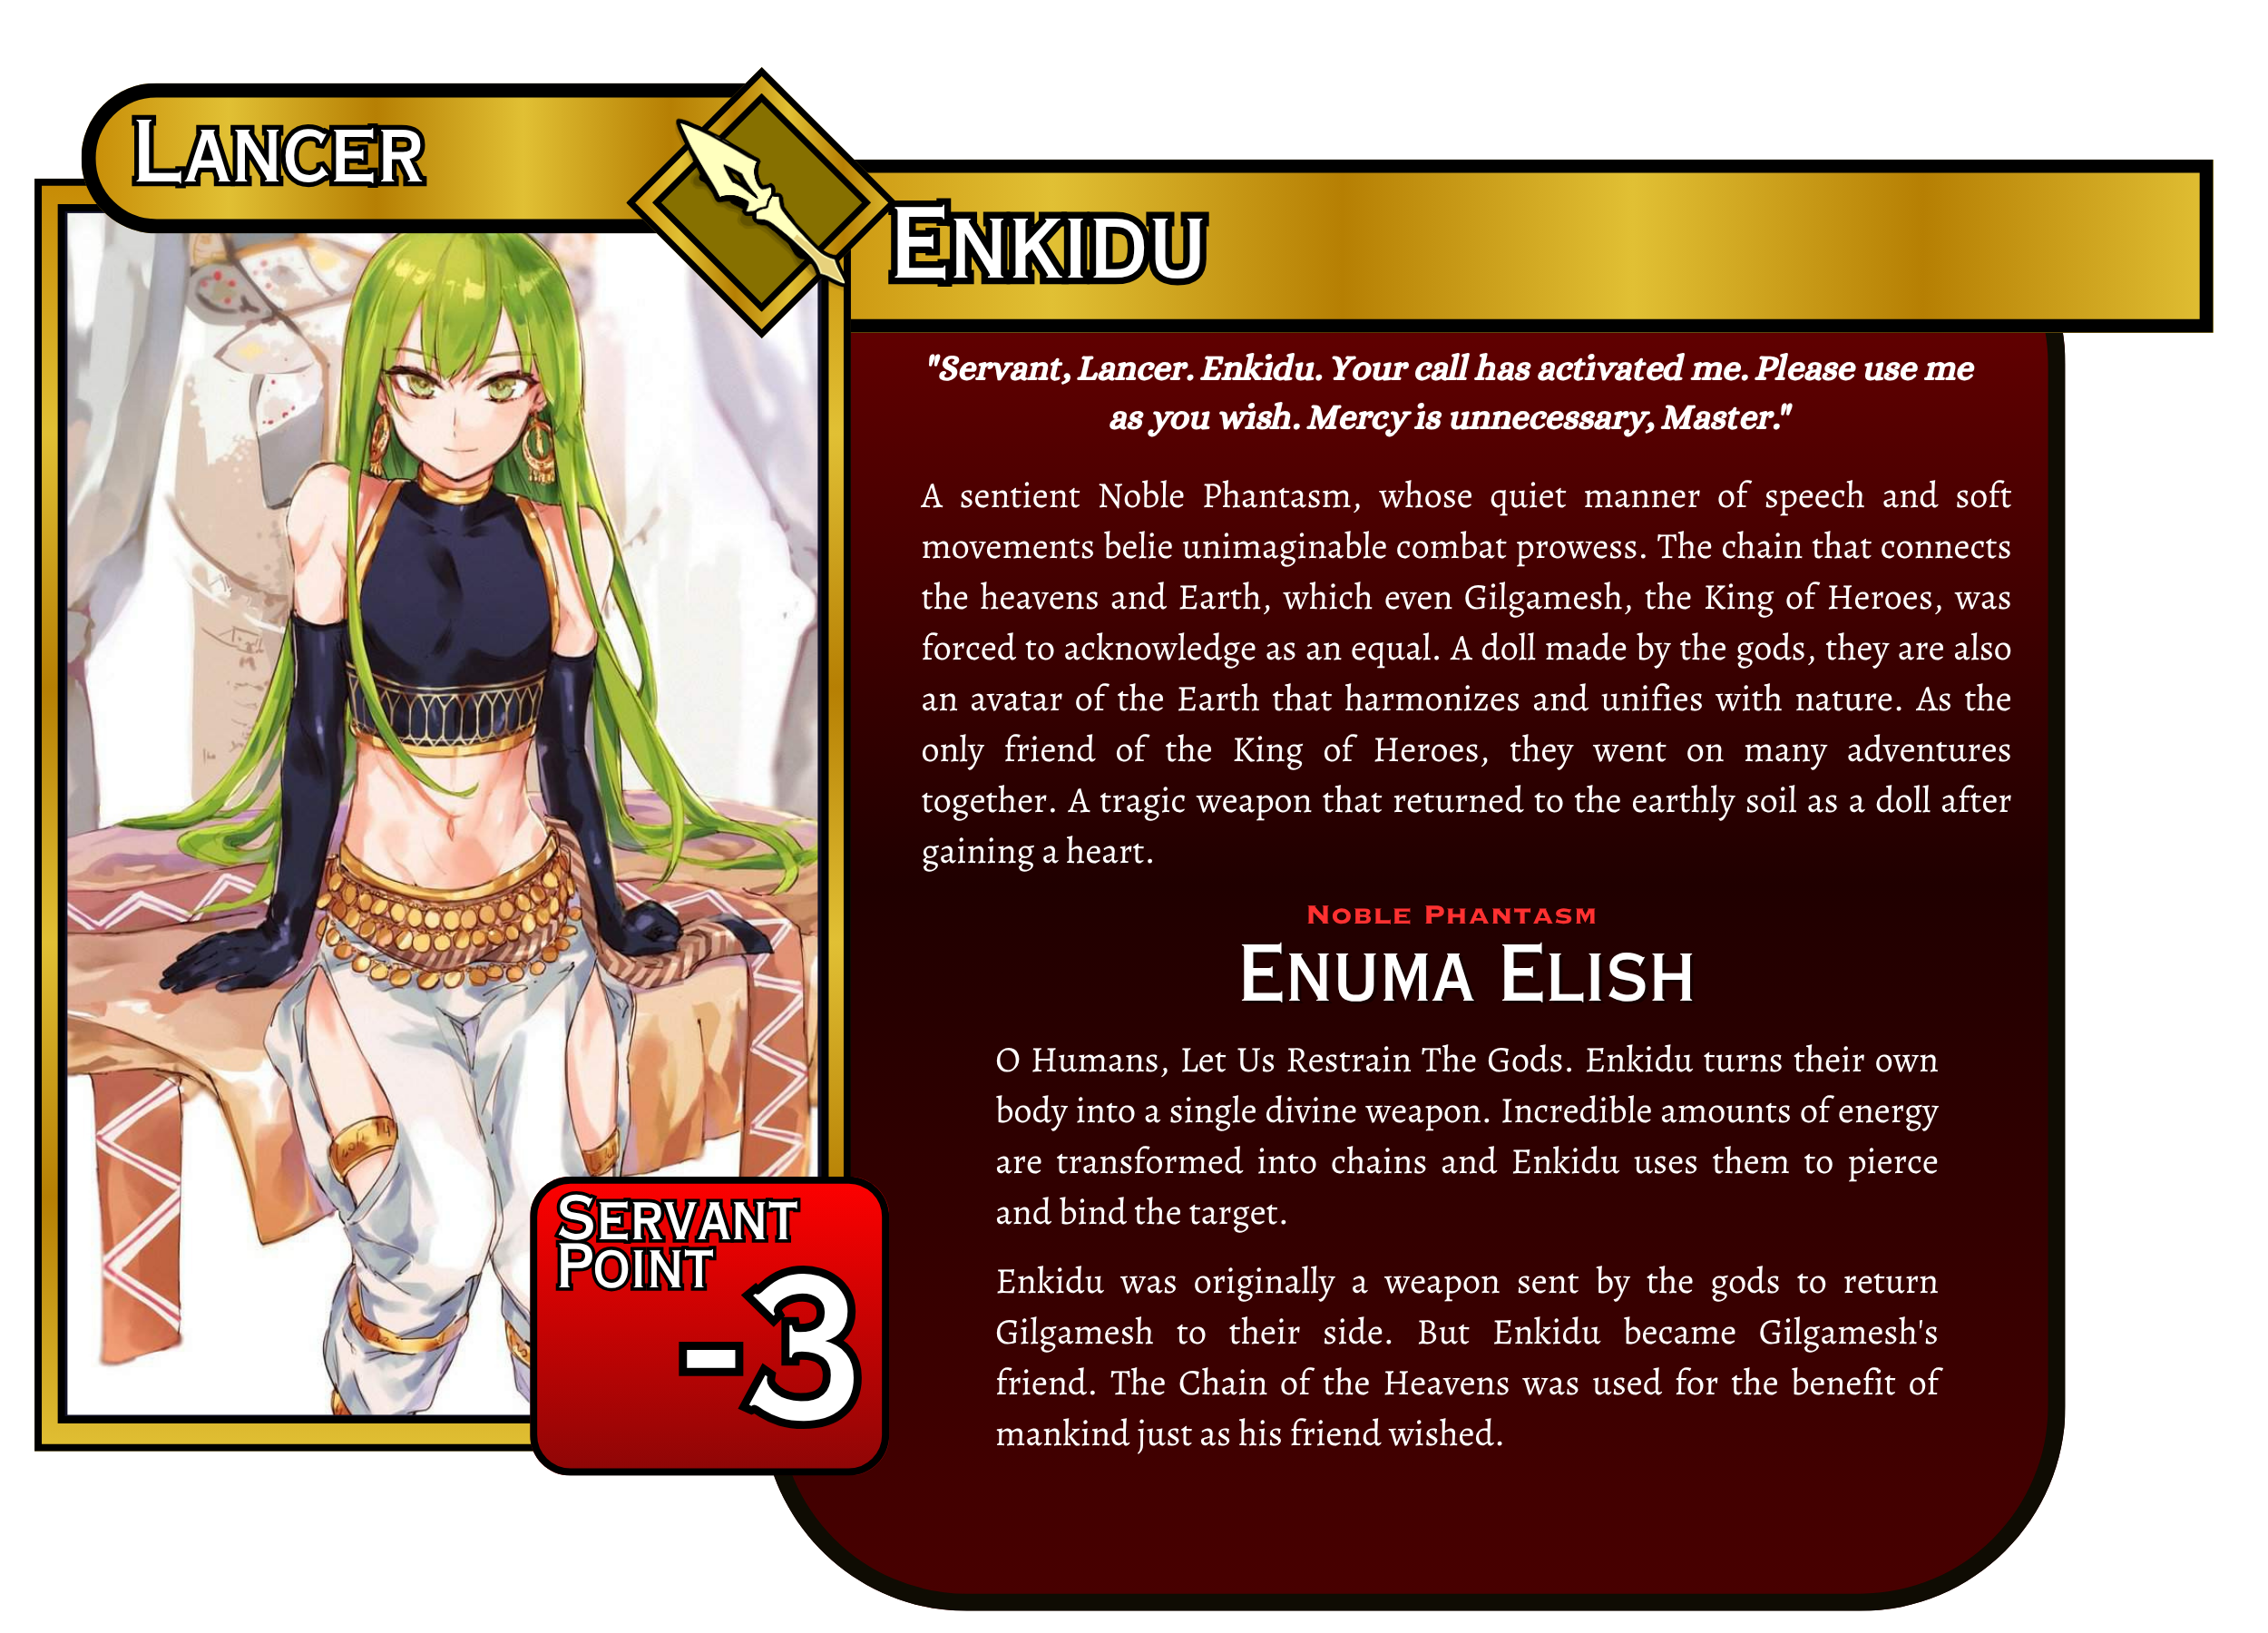 LANCER
ENKIDU
"Servant, Lancer. Enkidu. Your call has activated me. Please use me
as you wish. Mercy is unnecessary, Master."
A sentient Noble Phantasm, whose quiet manner of speech and soft
movements belie unimaginable combat prowess. The chain that connects
the heavens and Earth, which even Gilgamesh, the King of Heroes, was
forced to acknowledge as an equal. A doll made by the gods, they are also
an avatar of the Earth that harmonizes and unifies with nature. As the
only friend of the King of Heroes, they went on many adventures
together. A tragic weapon that returned to the earthly soil as a doll after
gaining a heart.
NOBLE PHANTASM
ENUMA ELISH
O Humans, Let Us Restrain The Gods. Enkidu turns their own
body into a single divine weapon. Incredible amounts of energy
are transformed into chains and Enkidu uses them to pierce
and bind the target.
Enkidu was originally a weapon sent by the gods to return
Gilgamesh to their side. But Enkidu became Gilgamesh's
friend. The Chain of the Heavens was used for the benefit of
mankind just as his friend wished.
SERVANT
POINT
-3